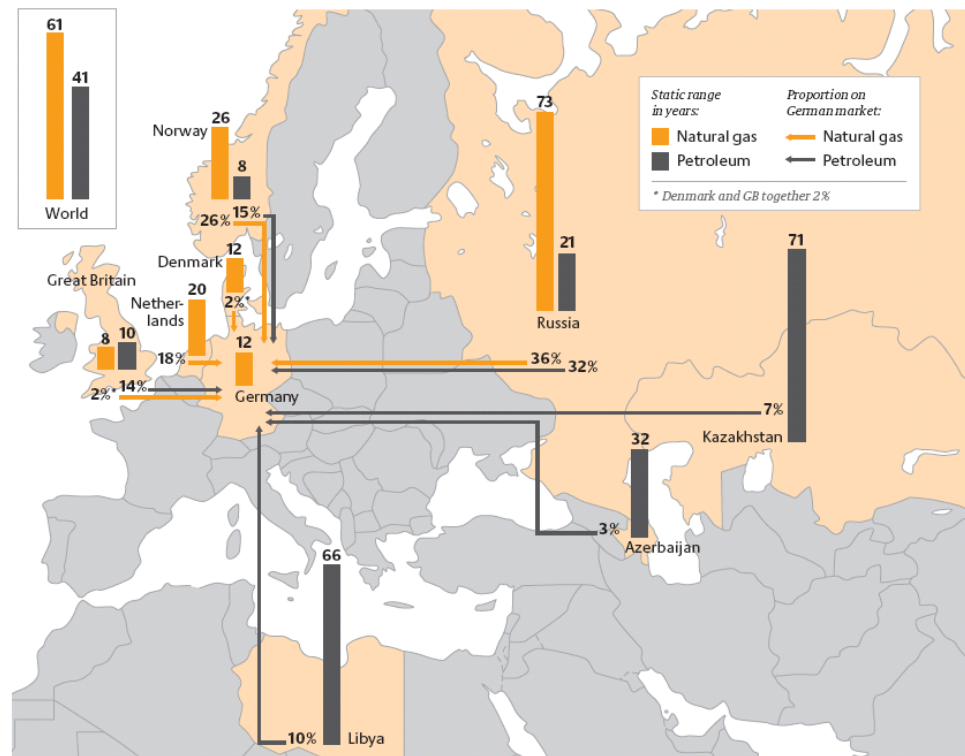 61
41
World
Static range
in years:
Natural gas
Petroleum
Proportion on
German market:
Natural gas
Petroleum
* Denmark and GB together 2%
Norway
26
8
26%
15%
Denmark
12
2%*
Great Britain
8
10
2%*
14%
Nether-
lands
20
18%
12
Germany
73
21
Russia
36%
32%
71
7%
Kazakhstan
32
3%
Azerbaijan
66
10%
Libya